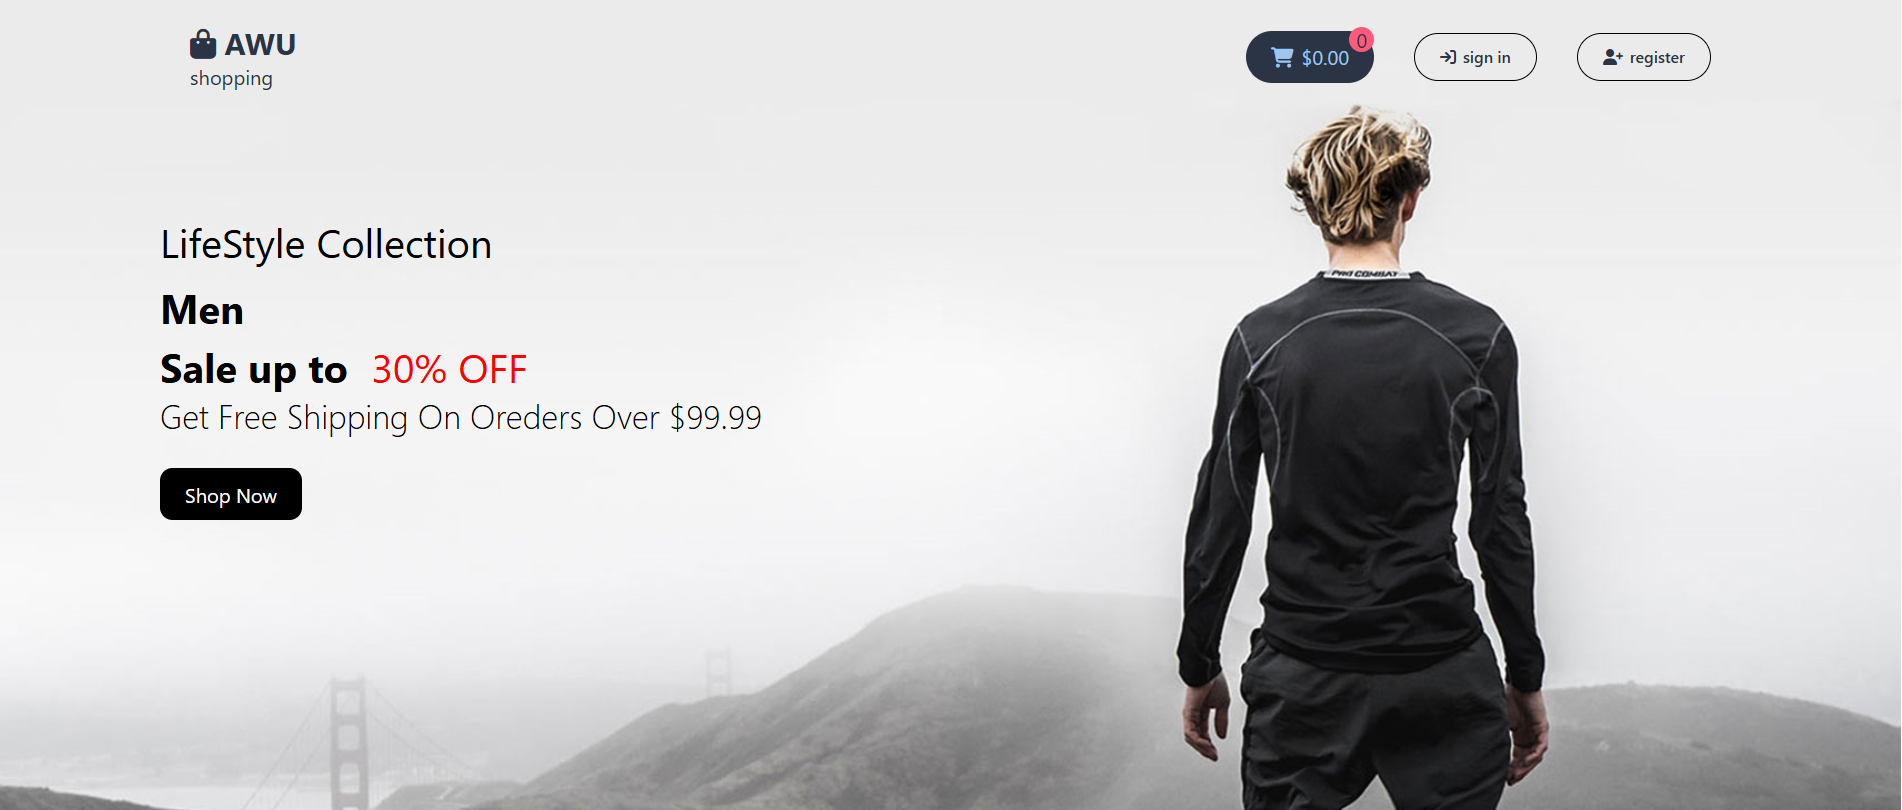 AWU
shopping
$0.00
0
sign in
register
LifeStyle Collection
Men
Sale up to 30% OFF
Get Free Shipping On Oreders Over $99.99
Shop Now
PRO COMBAT